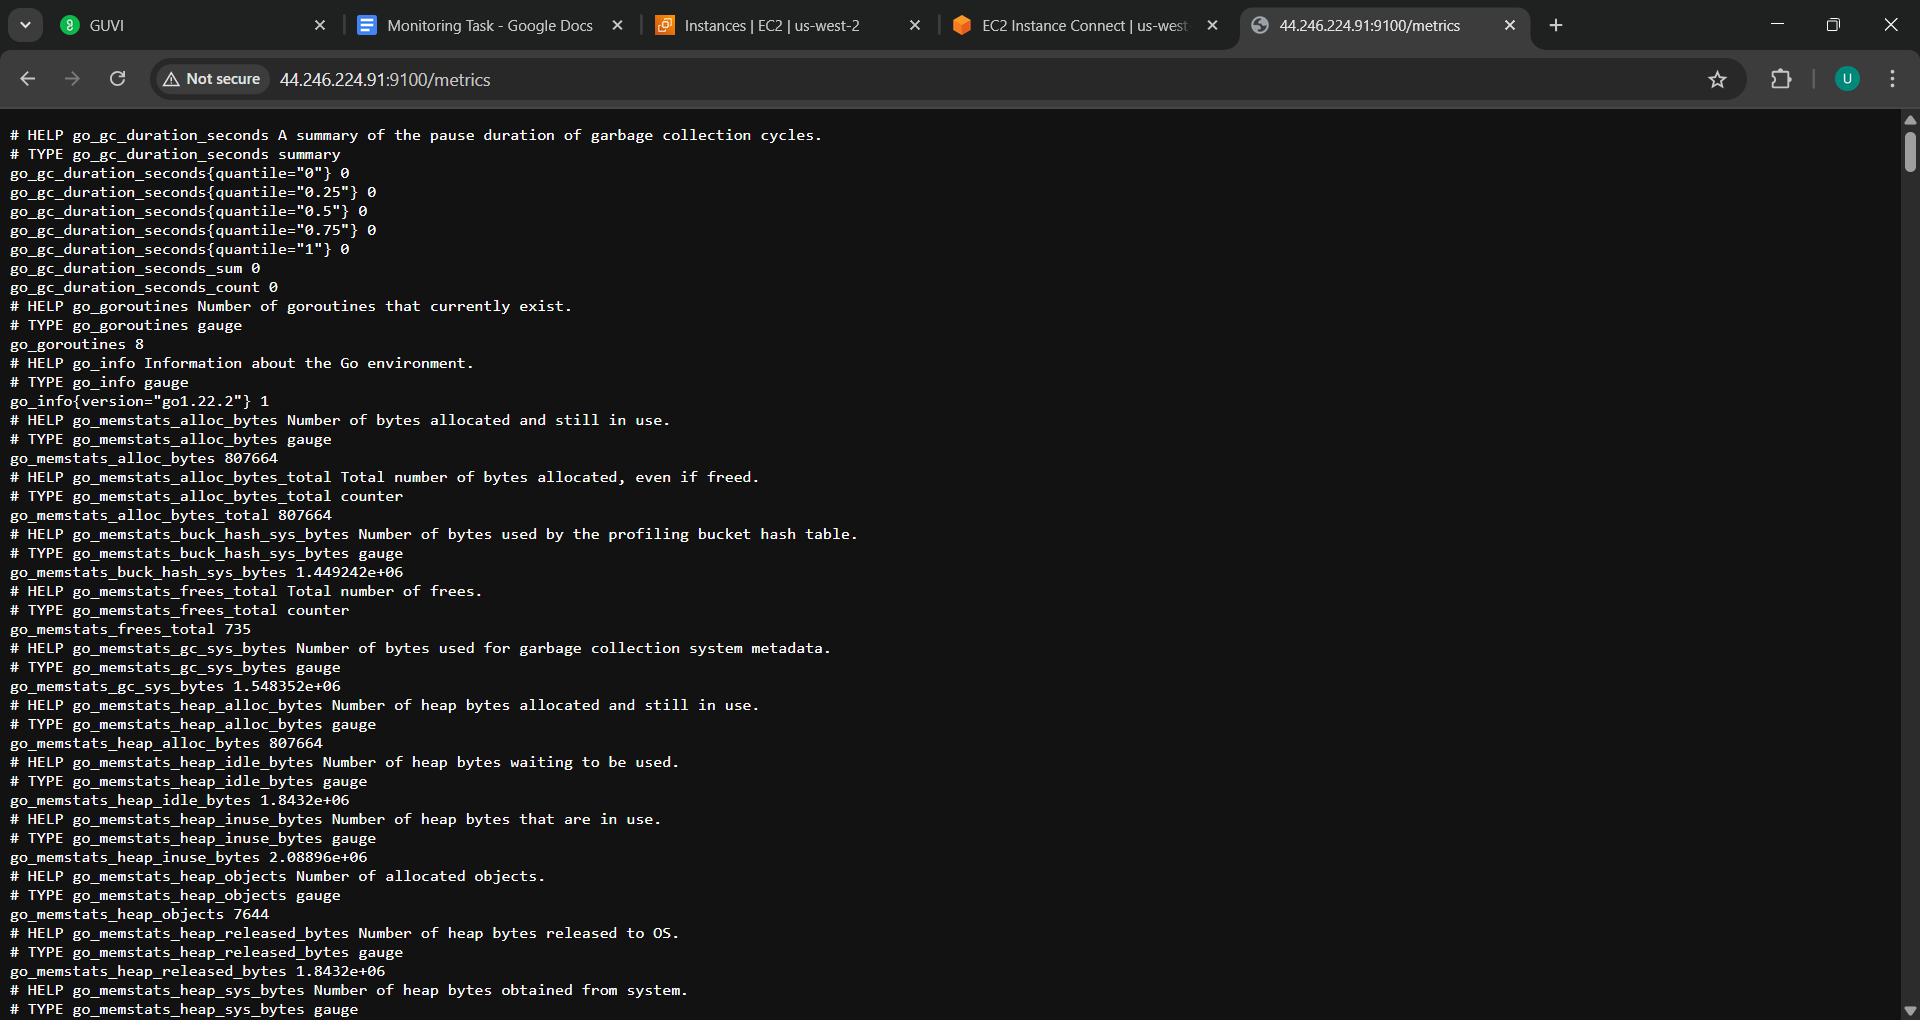 GUVI
Monitoring Task - Google Docs
Instances | EC2 | us-west-2
EC2 Instance Connect | us-west
44.246.224.91:9100/metrics
Not secure
44.246.224.91:9100/metrics
U
# HELP go_gc_duration_seconds A summary of the pause duration of garbage collection cycles.
# TYPE go_gc_duration_seconds summary
go_gc_duration_seconds{quantile="0"} 0
go_gc_duration_seconds{quantile="0.25"} 0
go_gc_duration_seconds{quantile="0.5"} 0
go_gc_duration_seconds{quantile="0.75"} 0
go_gc_duration_seconds{quantile="1"} 0
go_gc_duration_seconds_sum 0
go_gc_duration_seconds_count 0
# HELP go_goroutines Number of goroutines that currently exist.
# TYPE go_goroutines gauge
go_goroutines 8
# HELP go_info Information about the Go environment.
# TYPE go_info gauge
go_info{version="go1.22.2"} 1
# HELP go_memstats_alloc_bytes Number of bytes allocated and still in use.
# TYPE go_memstats_alloc_bytes gauge
go_memstats_alloc_bytes 807664
# HELP go_memstats_alloc_bytes_total Total number of bytes allocated, even if freed.
# TYPE go_memstats_alloc_bytes_total counter
go_memstats_alloc_bytes_total 807664
# HELP go_memstats_buck_hash_sys_bytes Number of bytes used by the profiling bucket hash table.
# TYPE go_memstats_buck_hash_sys_bytes gauge
go_memstats_buck_hash_sys_bytes 1.449242e+06
# HELP go_memstats_frees_total Total number of frees.
# TYPE go_memstats_frees_total counter
go_memstats_frees_total 735
# HELP go_memstats_gc_sys_bytes Number of bytes used for garbage collection system metadata.
# TYPE go_memstats_gc_sys_bytes gauge
go_memstats_gc_sys_bytes 1.548352e+06
# HELP go_memstats_heap_alloc_bytes Number of heap bytes allocated and still in use.
# TYPE go_memstats_heap_alloc_bytes gauge
go_memstats_heap_alloc_bytes 807664
# HELP go_memstats_heap_idle_bytes Number of heap bytes waiting to be used.
# TYPE go_memstats_heap_idle_bytes gauge
go_memstats_heap_idle_bytes 1.8432e+06
# HELP go_memstats_heap_inuse_bytes Number of heap bytes that are in use.
# TYPE go_memstats_heap_inuse_bytes gauge
go_memstats_heap_inuse_bytes 2.08896e+06
# HELP go_memstats_heap_objects Number of allocated objects.
# TYPE go_memstats_heap_objects gauge
go_memstats_heap_objects 7644
# HELP go_memstats_heap_released_bytes Number of heap bytes released to OS.
# TYPE go_memstats_heap_released_bytes gauge
go_memstats_heap_released_bytes 1.8432e+06
# HELP go_memstats_heap_sys_bytes Number of heap bytes obtained from system.
# TYPE go_memstats_heap_sys_bytes gauge